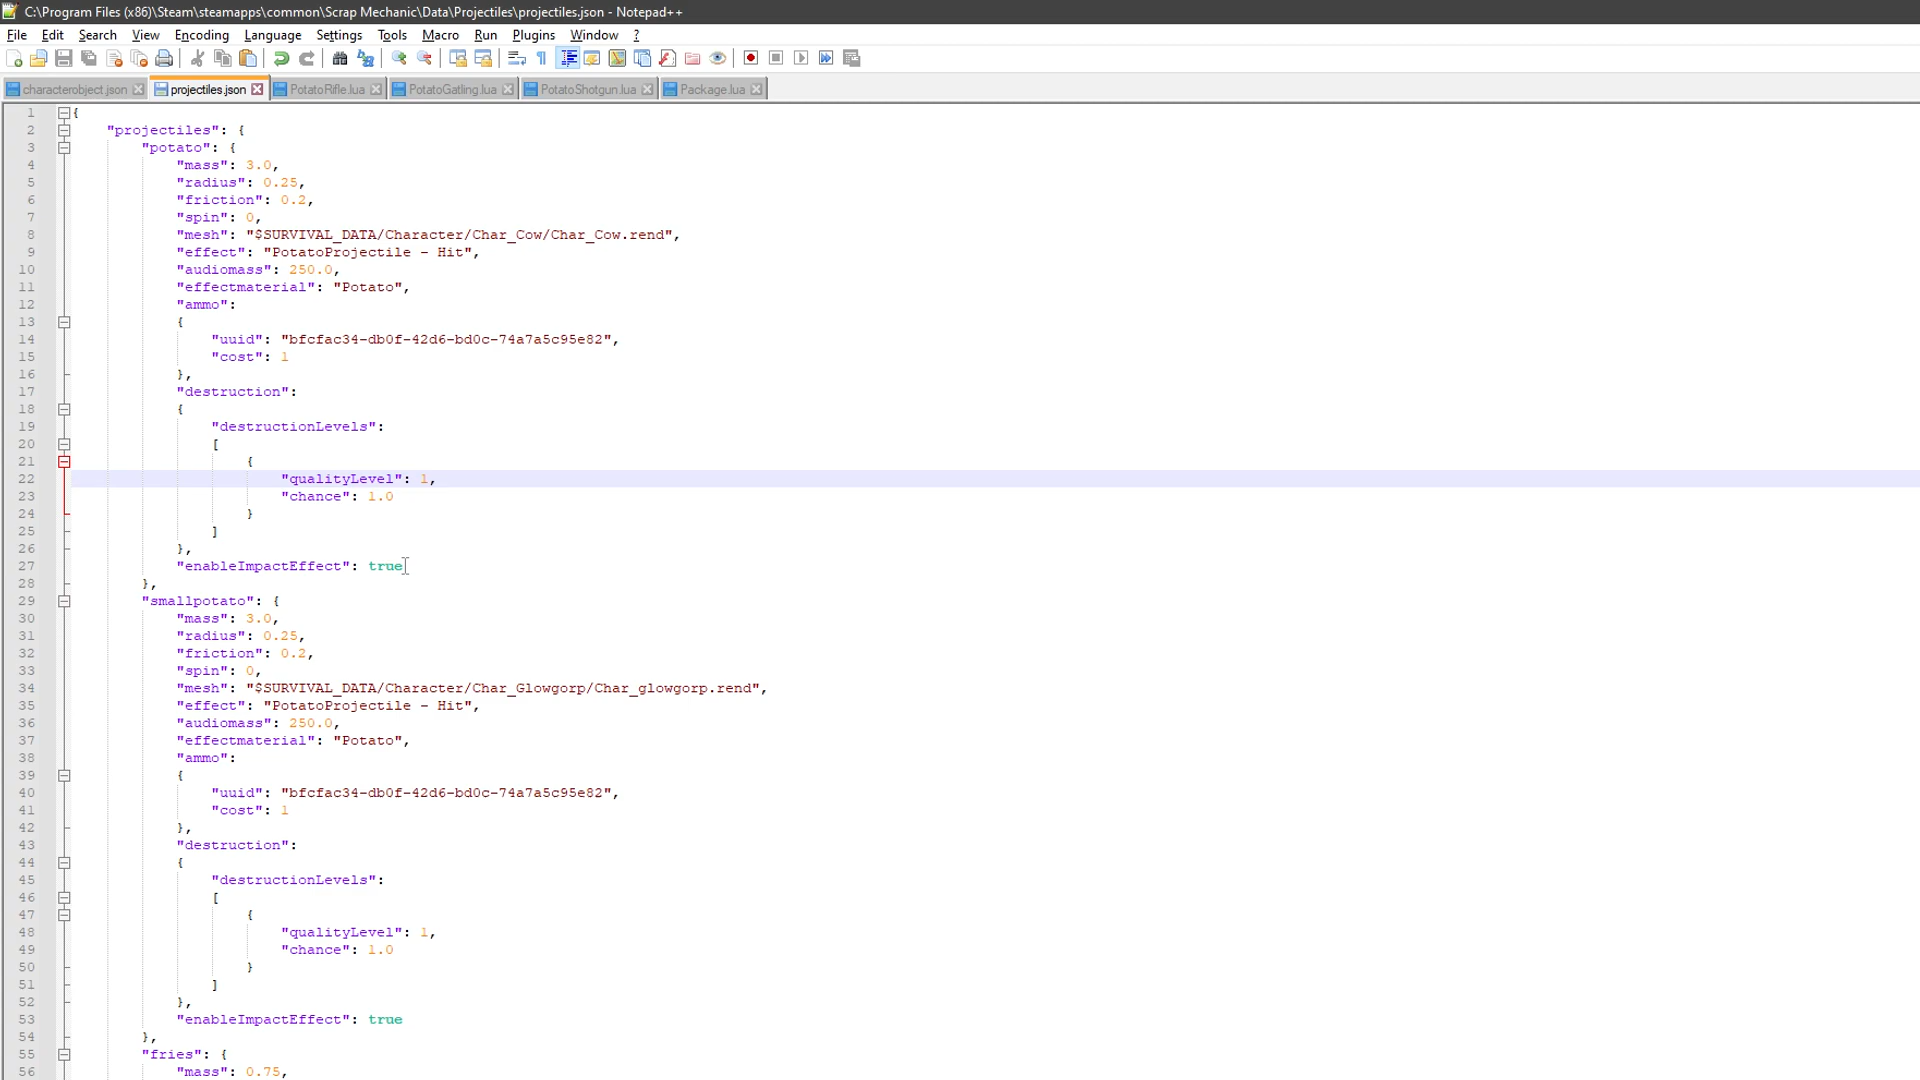 C:\Program Files (x86)\Steam\steamapps\common\Scrap Mechanic\Data\Projectiles\projectiles.json - Notepad++
File Edit Search View Encoding Language Settings Tools Macro Run Plugins Window ?
characterobject.json projectiles.json PotatoRifle.lua PotatoGatling.lua PotatoShotgun.lua Package.lua
1 {
2 "projectiles": {
3 "potato": {
4 "mass": 3.0,
5 "radius": 0.25,
6 "friction": 0.2,
7 "spin": 0,
8 "mesh": "$SURVIVAL_DATA/Character/Char_Cow/Char_Cow.rend",
9 "effect": "PotatoProjectile - Hit",
10 "audiomass": 250.0,
11 "effectmaterial": "Potato",
12 "ammo":
13 {
14 "uuid": "bfcfac34-db0f-42d6-bd0c-74a7a5c95e82",
15 "cost": 1
16 },
17 "destruction":
18 {
19 "destructionLevels":
20 [
21 {
22 "qualityLevel": 1,
23 "chance": 1.0
24 }
25 ]
26 },
27 "enableImpactEffect": true
28 },
29 "smallpotato": {
30 "mass": 3.0,
31 "radius": 0.25,
32 "friction": 0.2,
33 "spin": 0,
34 "mesh": "$SURVIVAL_DATA/Character/Char_Glowgorp/Char_glowgorp.rend",
35 "effect": "PotatoProjectile - Hit",
36 "audiomass": 250.0,
37 "effectmaterial": "Potato",
38 "ammo":
39 {
40 "uuid": "bfcfac34-db0f-42d6-bd0c-74a7a5c95e82",
41 "cost": 1
42 },
43 "destruction":
44 {
45 "destructionLevels":
46 [
47 {
48 "qualityLevel": 1,
49 "chance": 1.0
50 }
51 ]
52 },
53 "enableImpactEffect": true
54 },
55 "fries": {
56 "mass": 0.75,